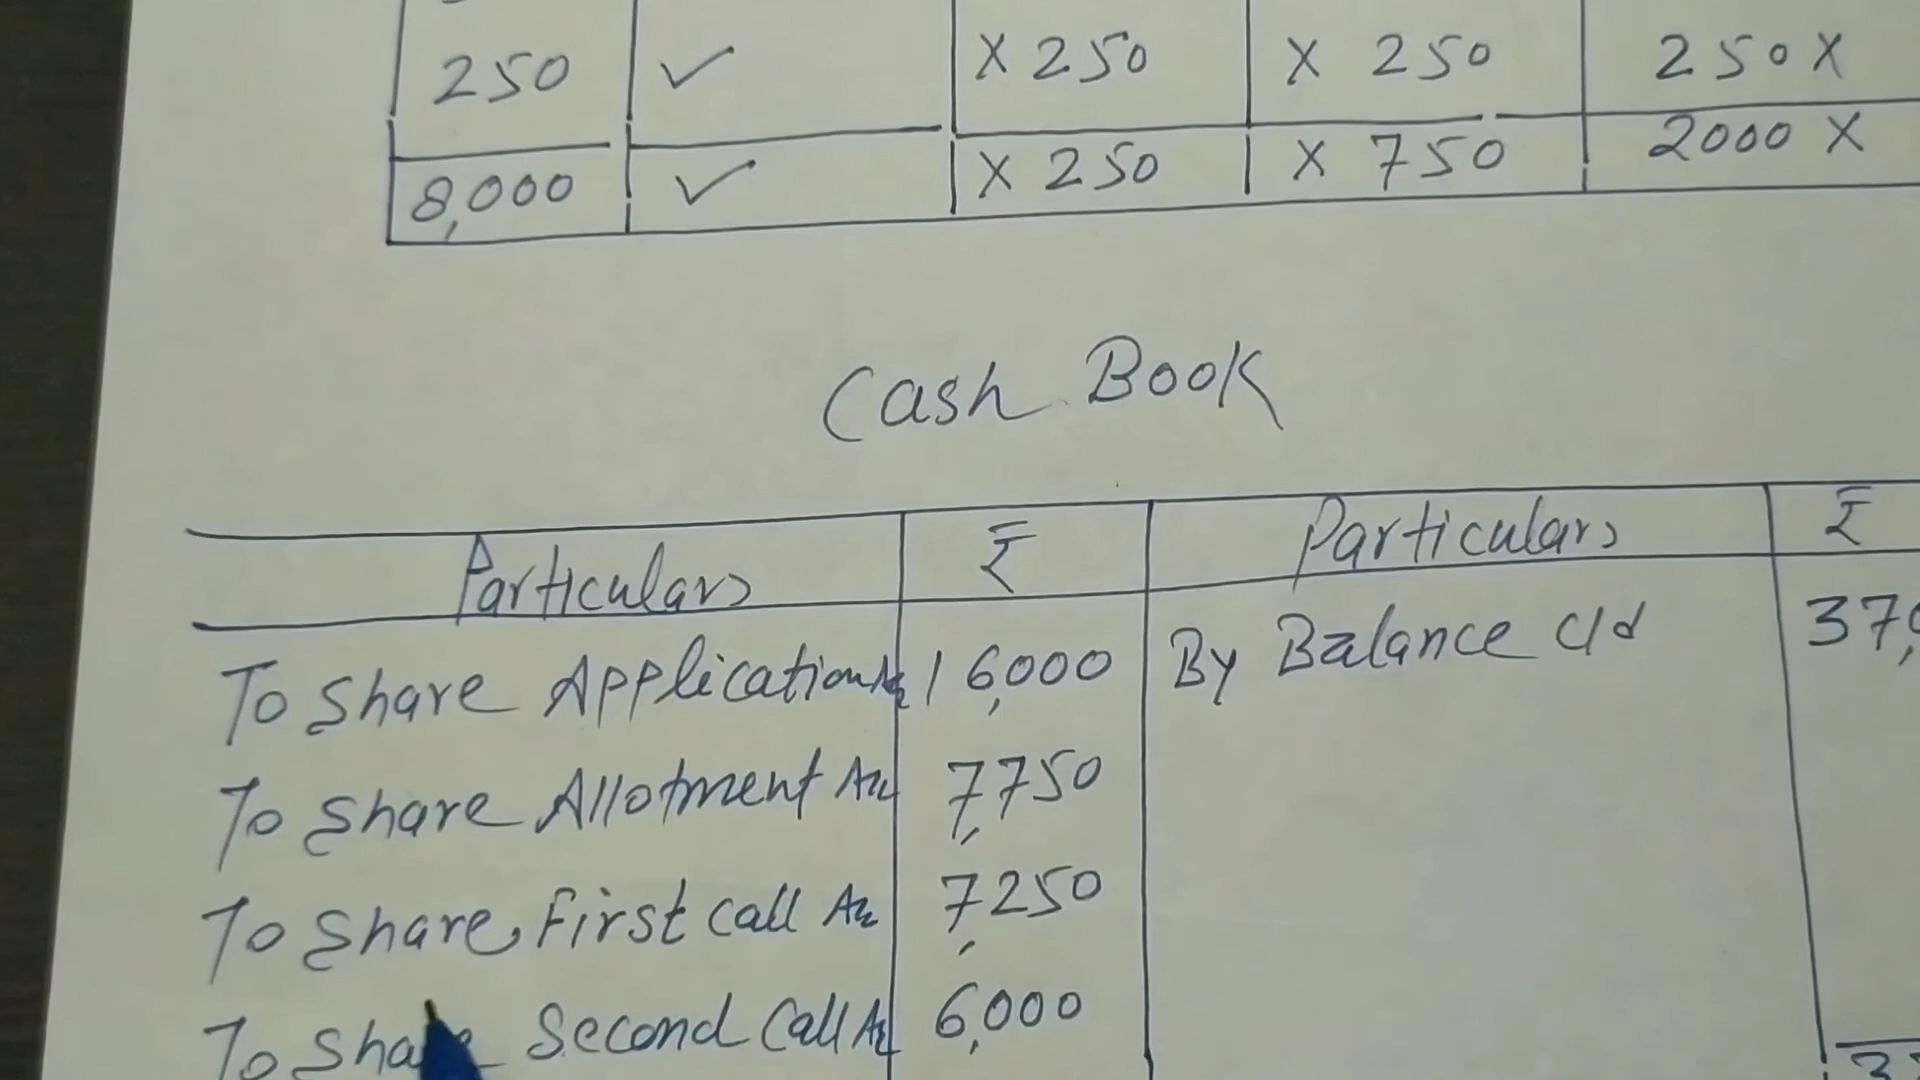 250 ✓ X 250 X 250 250 X
8,000 ✓ X 250 X 750 2000 X
Cash Book
Particulars ₹ Particulars ₹
To Share Application A/c 16,000 By Balance c/d 37,
To Share Allotment A/c 7,750
To Share First call A/c 7,250
To Share Second Call A/c 6,000